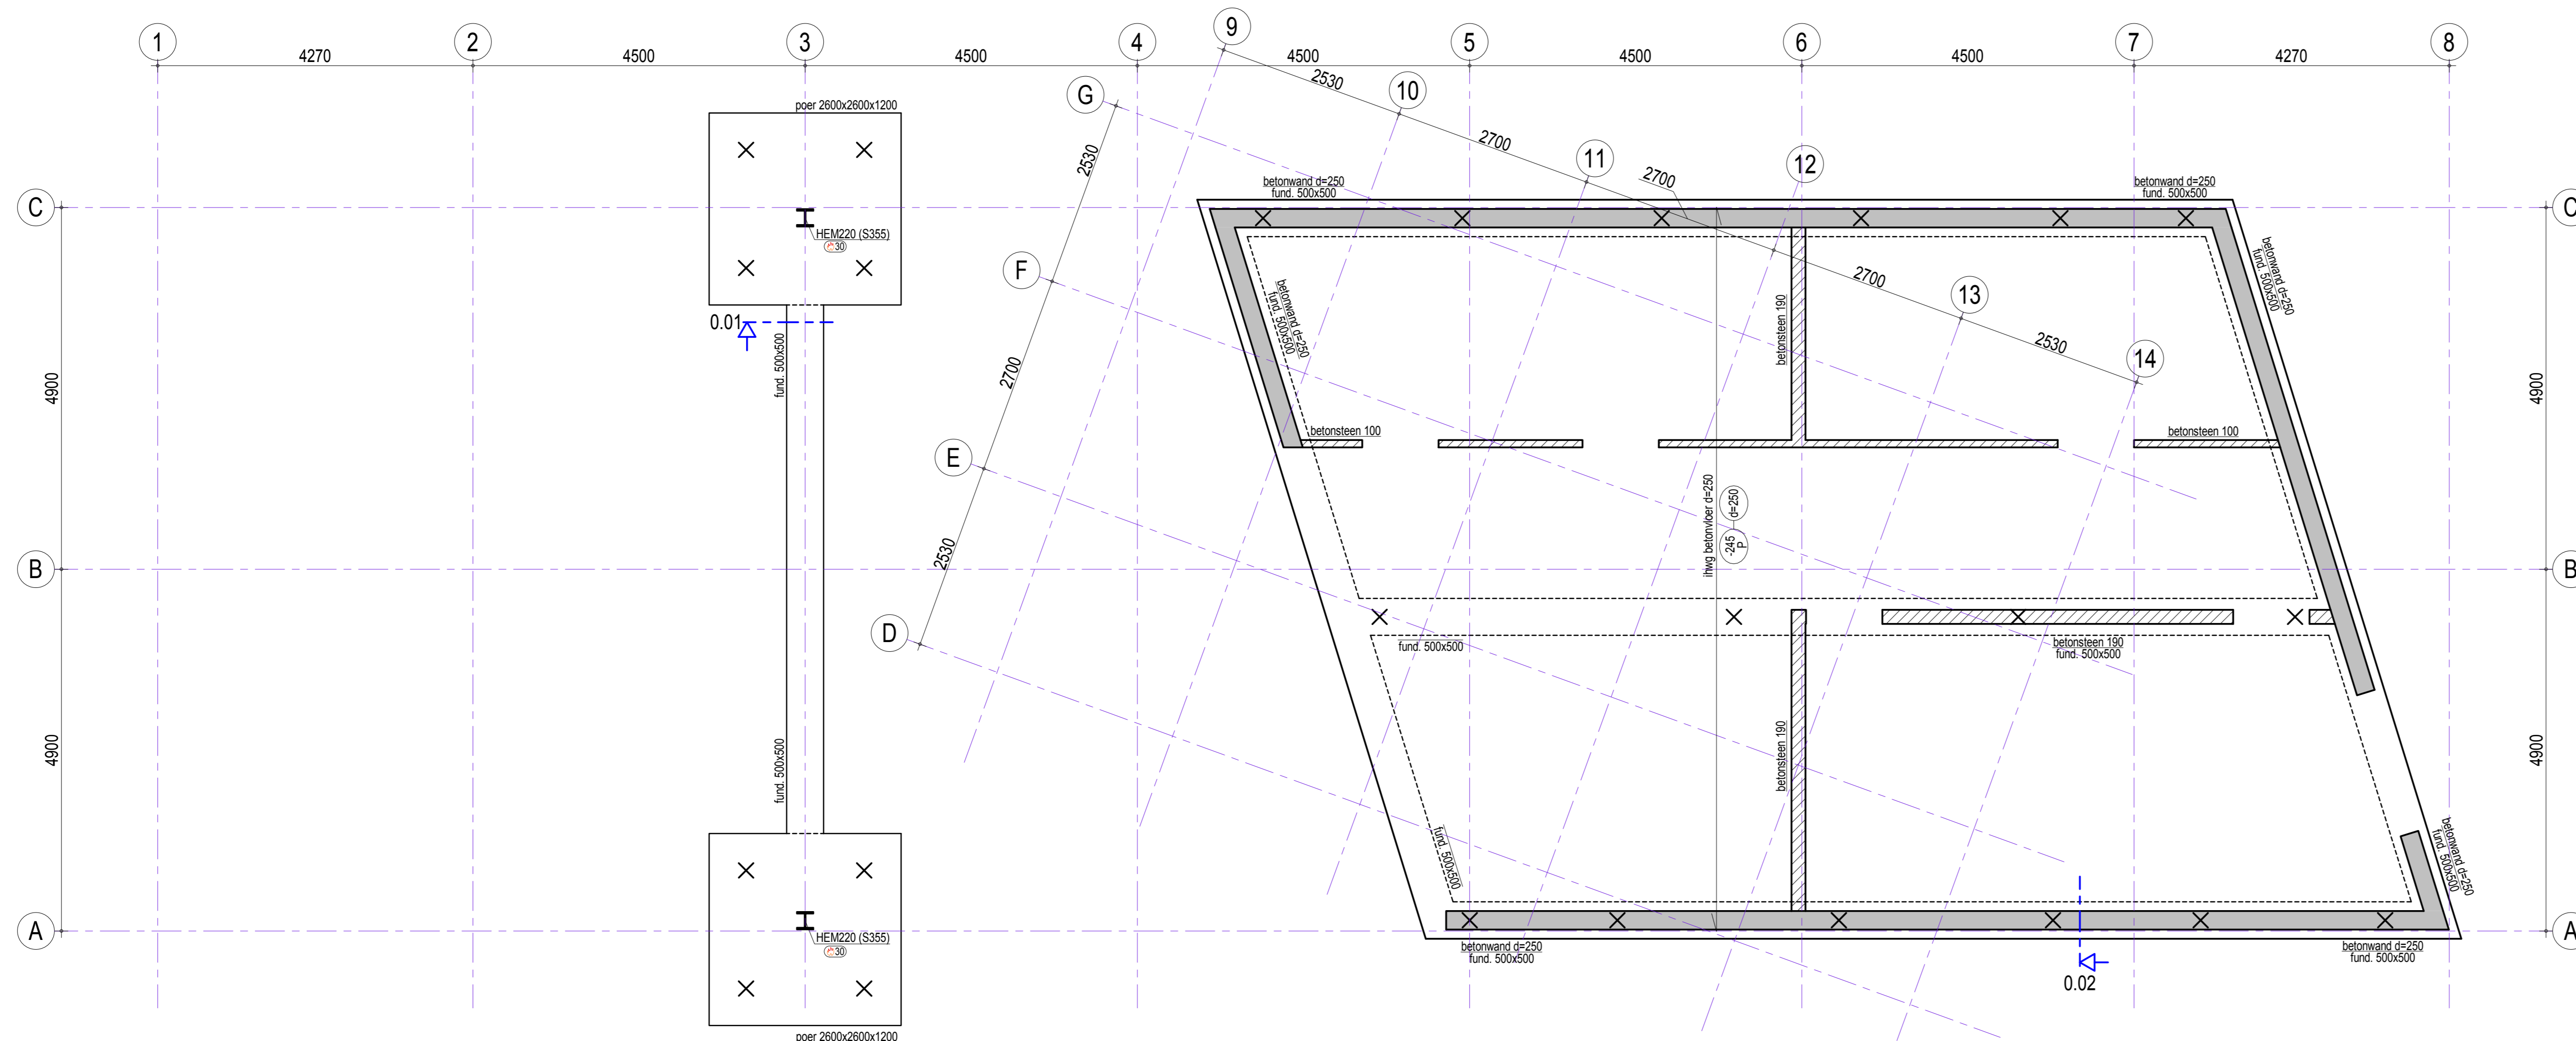 1
2
3
4
9
5
6
7
8
4270
4500
4500
4500
4500
4500
4270
G
10
11
12
13
14
2530
2700
2700
2700
2530
2530
2700
2530
F
E
D
poer 2600x2600x1200
C
HEM220 (S355)
30
0.01
fund. 500x500
4900
B
4900
fund. 500x500
A
HEM220 (S355)
30
poer 2600x2600x1200
betonwand d=250
fund. 500x500
betonwand d=250
fund. 500x500
C
betonwand d=250
fund. 500x500
betonwand d=250
fund. 500x500
betonsteen 190
betonsteen 100
betonsteen 100
4900
ihwg betonvloer d=250
d=250
-245
P
B
fund. 500x500
betonsteen 190
fund. 500x500
betonsteen 190
4900
fund. 500x500
betonwand d=250
fund. 500x500
A
betonwand d=250
fund. 500x500
betonwand d=250
fund. 500x500
0.02